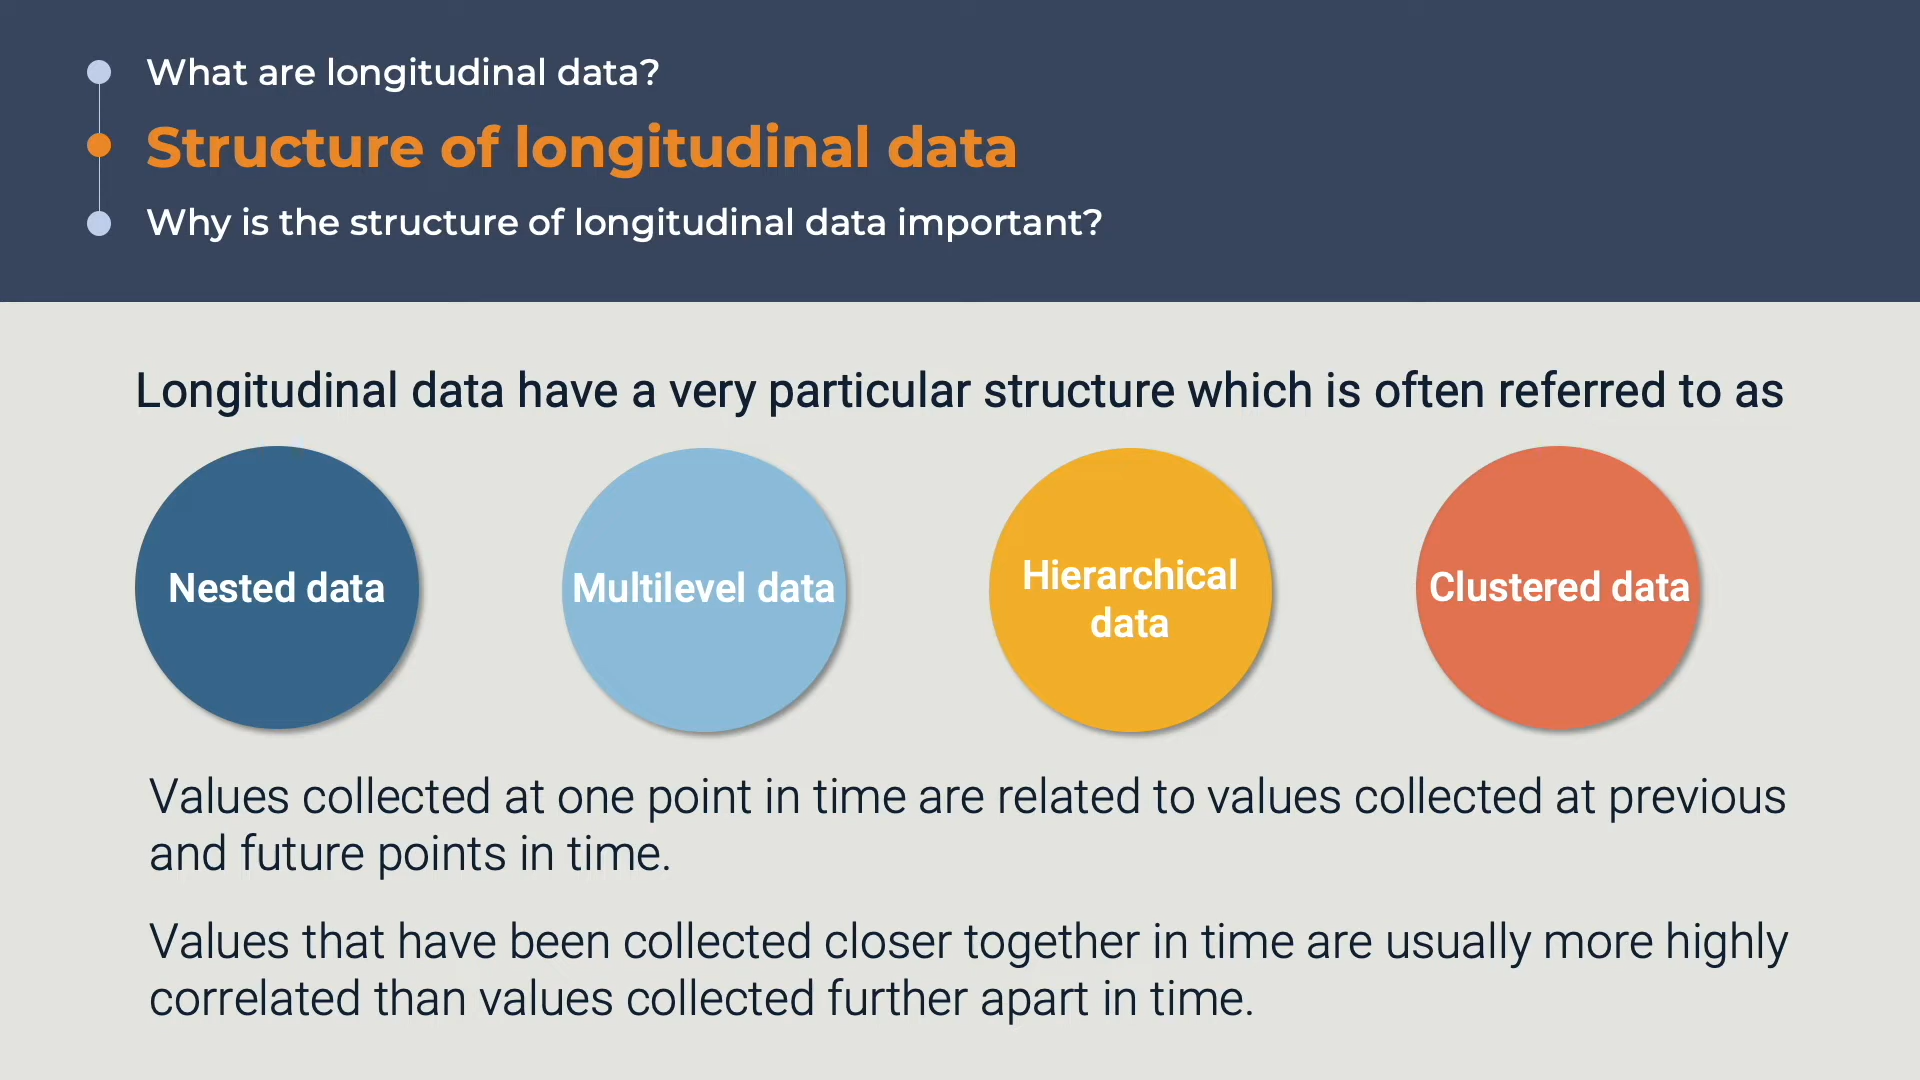 What are longitudinal data?
Structure of longitudinal data
Why is the structure of longitudinal data important?
Longitudinal data have a very particular structure which is often referred to as
Nested data
Multilevel data
Hierarchical
data
Clustered data
Values collected at one point in time are related to values collected at previous
and future points in time.
Values that have been collected closer together in time are usually more highly
correlated than values collected further apart in time.